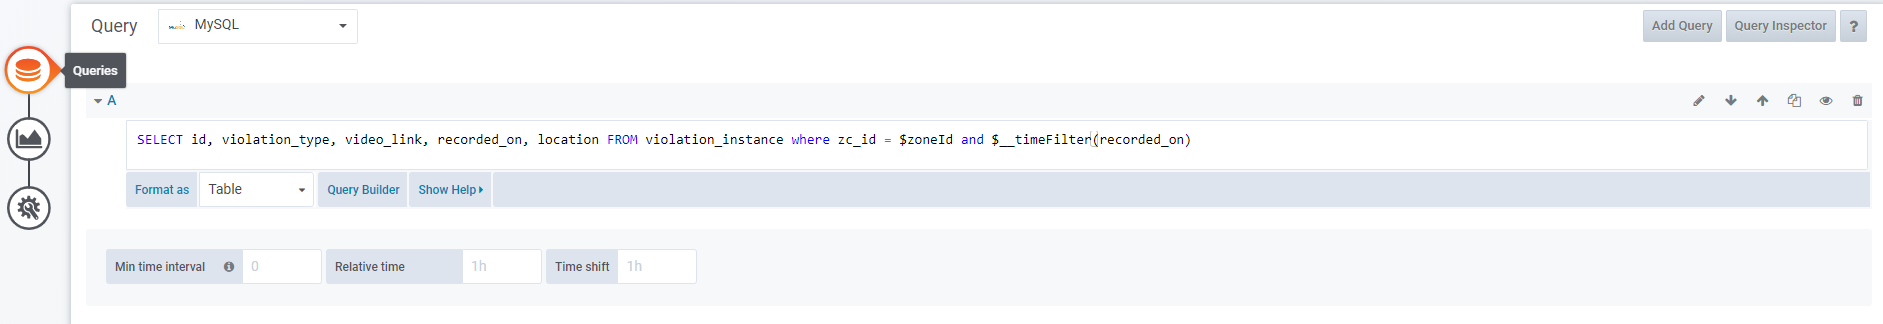 Query MySQL Add Query Query Inspector ?
Queries
A
SELECT id, violation_type, video_link, recorded_on, location FROM violation_instance where zc_id = $zoneId and $__timeFilter(recorded_on)
Format as Table Query Builder Show Help
Min time interval 0 Relative time 1h Time shift 1h